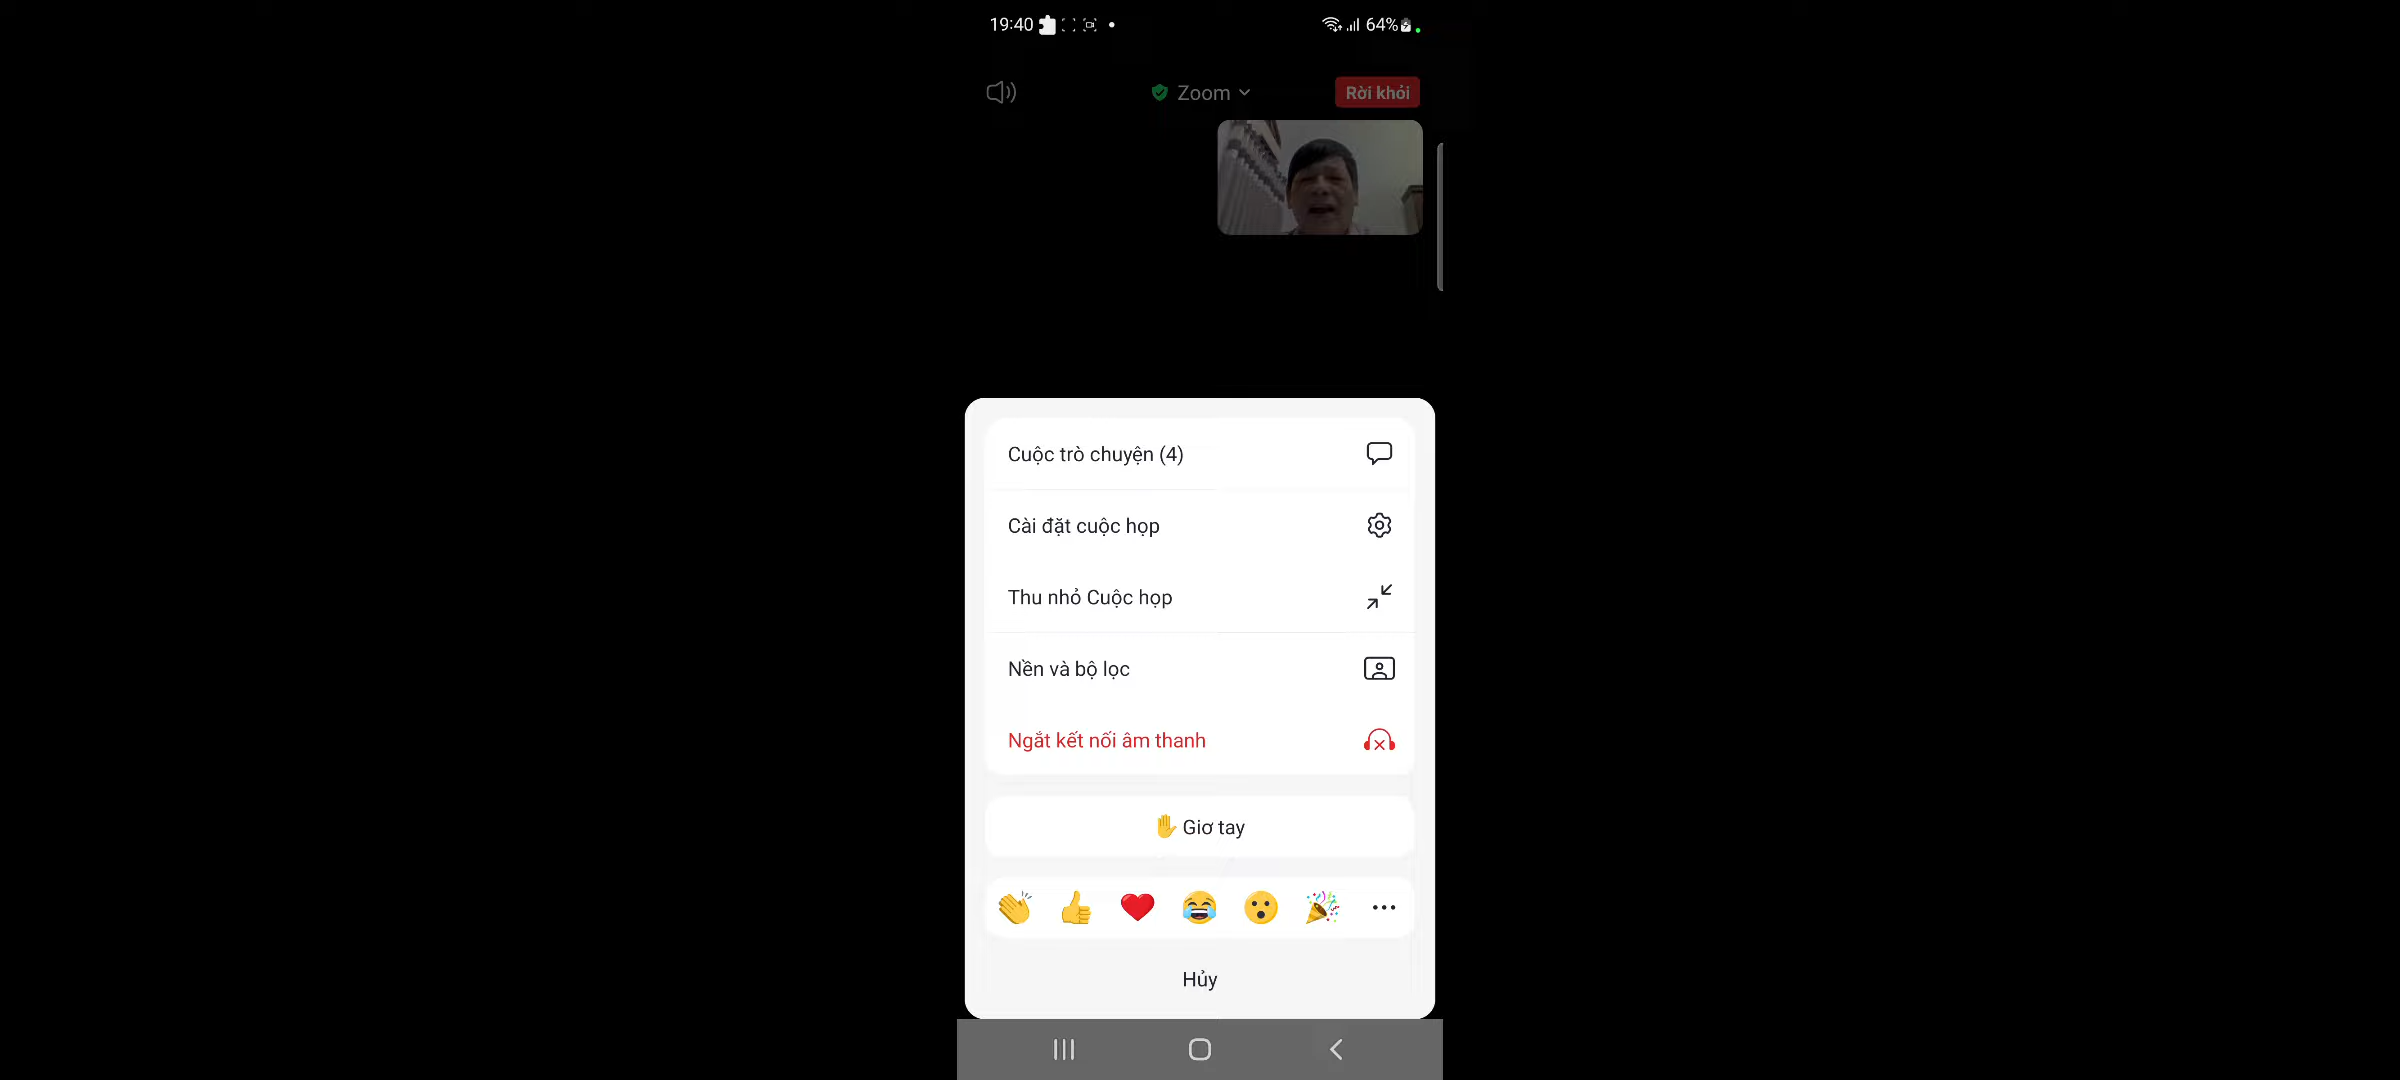 19:40
64%
Zoom
Rời khỏi
Cuộc trò chuyện (4)
Cài đặt cuộc họp
Thu nhỏ Cuộc họp
Nền và bộ lọc
Ngắt kết nối âm thanh
Giơ tay
Hủy